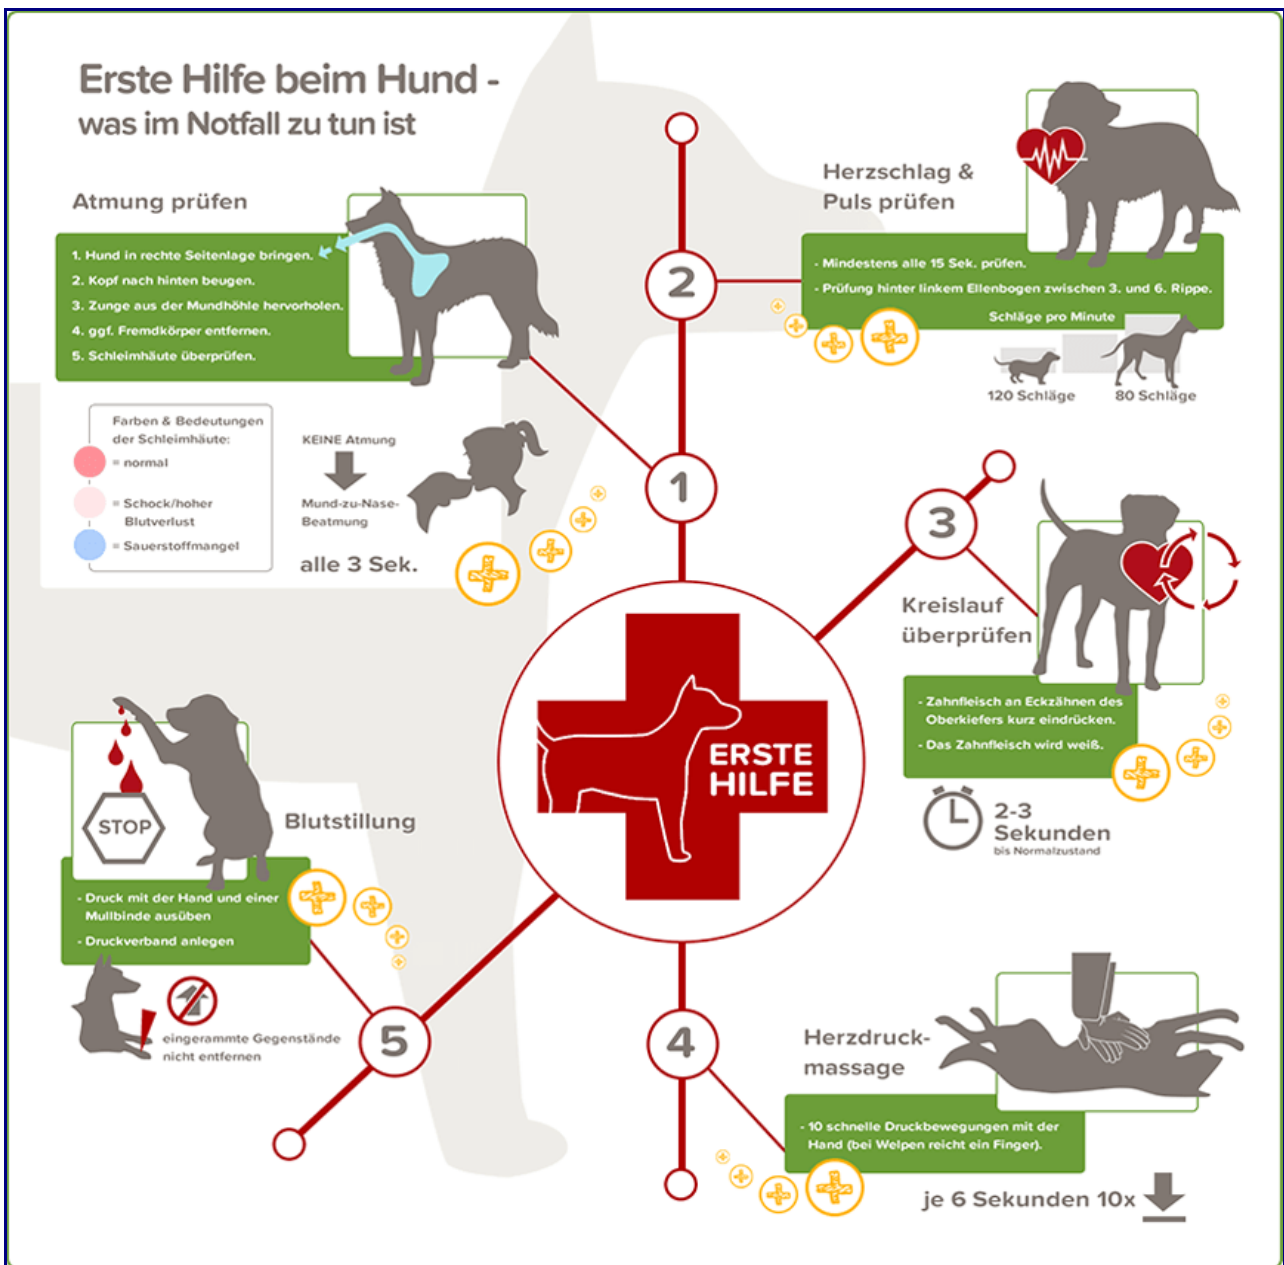 Erste Hilfe beim Hund -
was im Notfall zu tun ist
Atmung prüfen
1. Hund in rechte Seitenlage bringen.
2. Kopf nach hinten beugen.
3. Zunge aus der Mundhöhle hervorholen.
4. ggf. Fremdkörper entfernen.
5. Schleimhäute überprüfen.
Farben & Bedeutungen
der Schleimhäute:
= normal
= Schock/hoher
Blutverlust
= Sauerstoffmangel
KEINE Atmung
Mund-zu-Nase-
Beatmung
alle 3 Sek.
1
2
Herzschlag &
Puls prüfen
- Mindestens alle 15 Sek. prüfen.
- Prüfung hinter linkem Ellenbogen zwischen 3. und 6. Rippe.
Schläge pro Minute
120 Schläge
80 Schläge
3
Kreislauf
überprüfen
- Zahnfleisch an Eckzähnen des
Oberkiefers kurz eindrücken.
- Das Zahnfleisch wird weiß.
2-3
Sekunden
bis Normalzustand
ERSTE
HILFE
4
Herzdruck-
massage
- 10 schnelle Druckbewegungen mit der
Hand (bei Welpen reicht ein Finger).
je 6 Sekunden 10x
5
Blutstillung
STOP
- Druck mit der Hand und einer
Mullbinde ausüben
- Druckverband anlegen
eingerammte Gegenstände
nicht entfernen